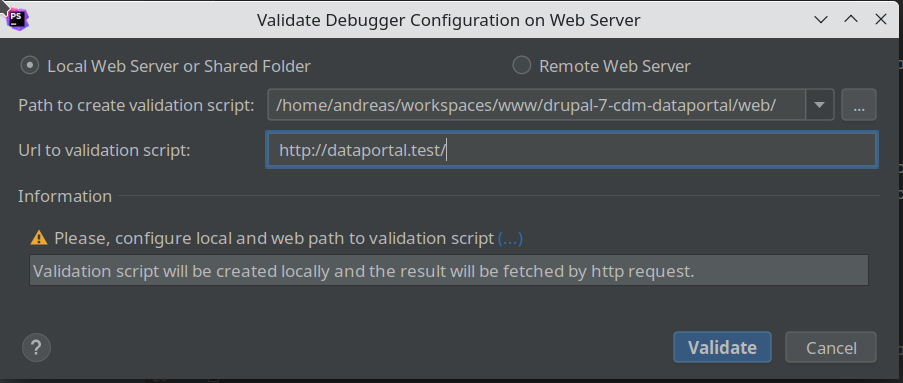 PS
Validate Debugger Configuration on Web Server
Local Web Server or Shared Folder Remote Web Server
Path to create validation script: /home/andreas/workspaces/www/drupal-7-cdm-dataportal/web/ ...
Url to validation script: http://dataportal.test/
Information
Please, configure local and web path to validation script (...)
Validation script will be created locally and the result will be fetched by http request.
? Validate Cancel